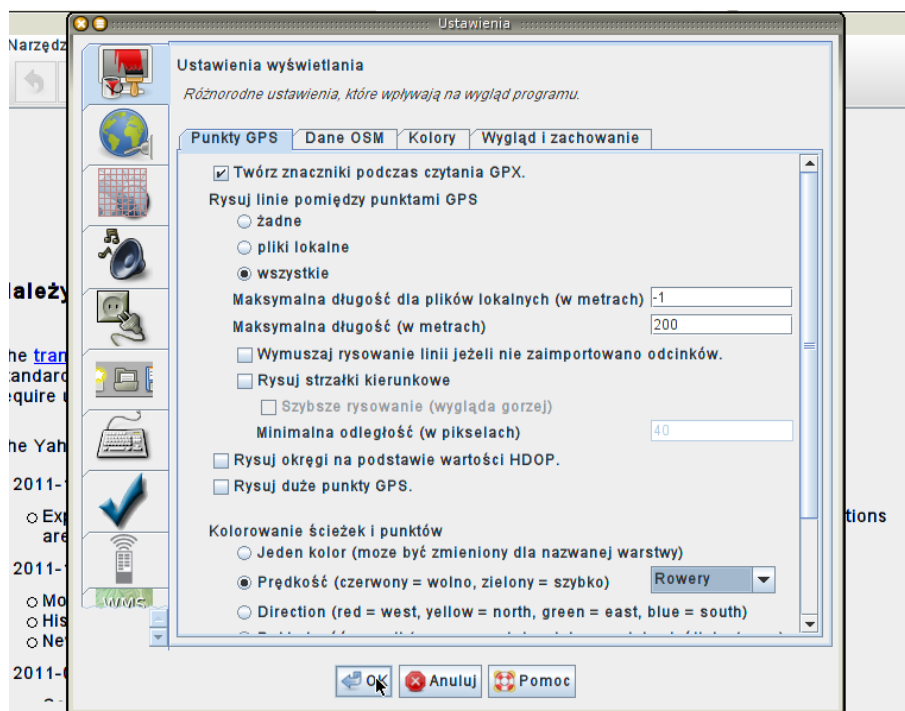 Ustawienia
Narzędz
Ustawienia wyświetlania
Różnorodne ustawienia, które wpływają na wygląd programu.
Punkty GPS
Dane OSM
Kolory
Wygląd i zachowanie
Twórz znaczniki podczas czytania GPX.
Rysuj linie pomiędzy punktami GPS
żadne
pliki lokalne
wszystkie
Maksymalna długość dla plików lokalnych (w metrach) -1
Maksymalna długość (w metrach) 200
Wymuszaj rysowanie linii jeżeli nie zaimportowano odcinków.
Rysuj strzałki kierunkowe
Szybsze rysowanie (wygląda gorzej)
Minimalna odległość (w pikselach) 40
Rysuj okręgi na podstawie wartości HDOP.
Rysuj duże punkty GPS.
Kolorowanie ścieżek i punktów
Jeden kolor (moze być zmieniony dla nazwanej warstwy)
Prędkość (czerwony = wolno, zielony = szybko) Rowery
Direction (red = west, yellow = north, green = east, blue = south)
WMS
OK
Anuluj
Pomoc
ależy
he tran
tandard
equire u
he Yah
2011-
Exp
tions
are
2011-
Mo
His
Ne
2011-0